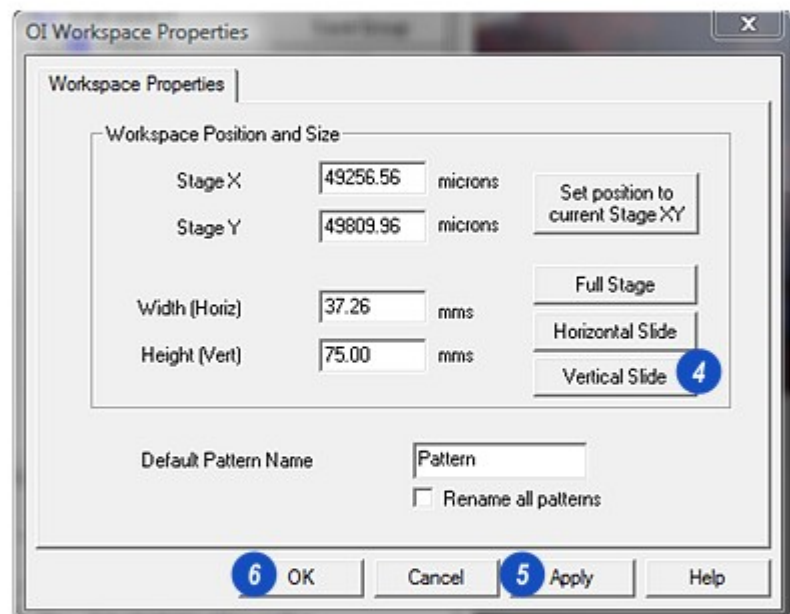 OI Workspace Properties
Workspace Properties
Workspace Position and Size
Stage X 49256.56 microns
Set position to
current Stage XY
Stage Y 49809.96 microns
Full Stage
Width (Horiz) 37.26 mms
Horizontal Slide
Height (Vert) 75.00 mms
Vertical Slide 4
Default Pattern Name Pattern
Rename all patterns
6 OK Cancel 5 Apply Help